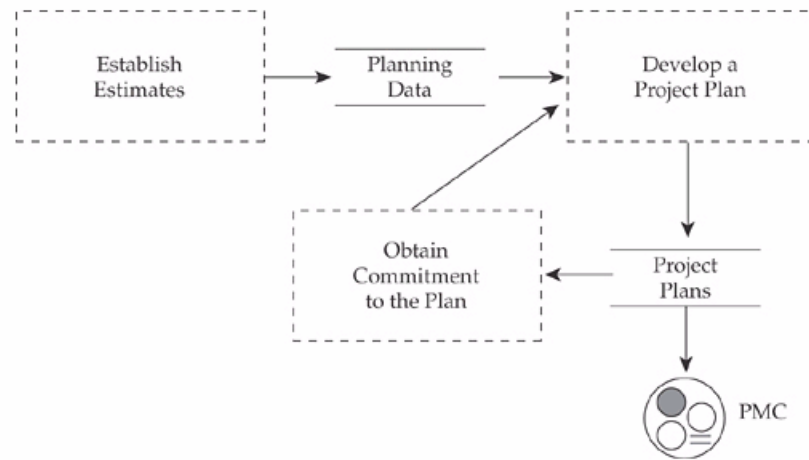 Establish
Estimates
Planning
Data
Develop a
Project Plan
Obtain
Commitment
to the Plan
Project
Plans
PMC